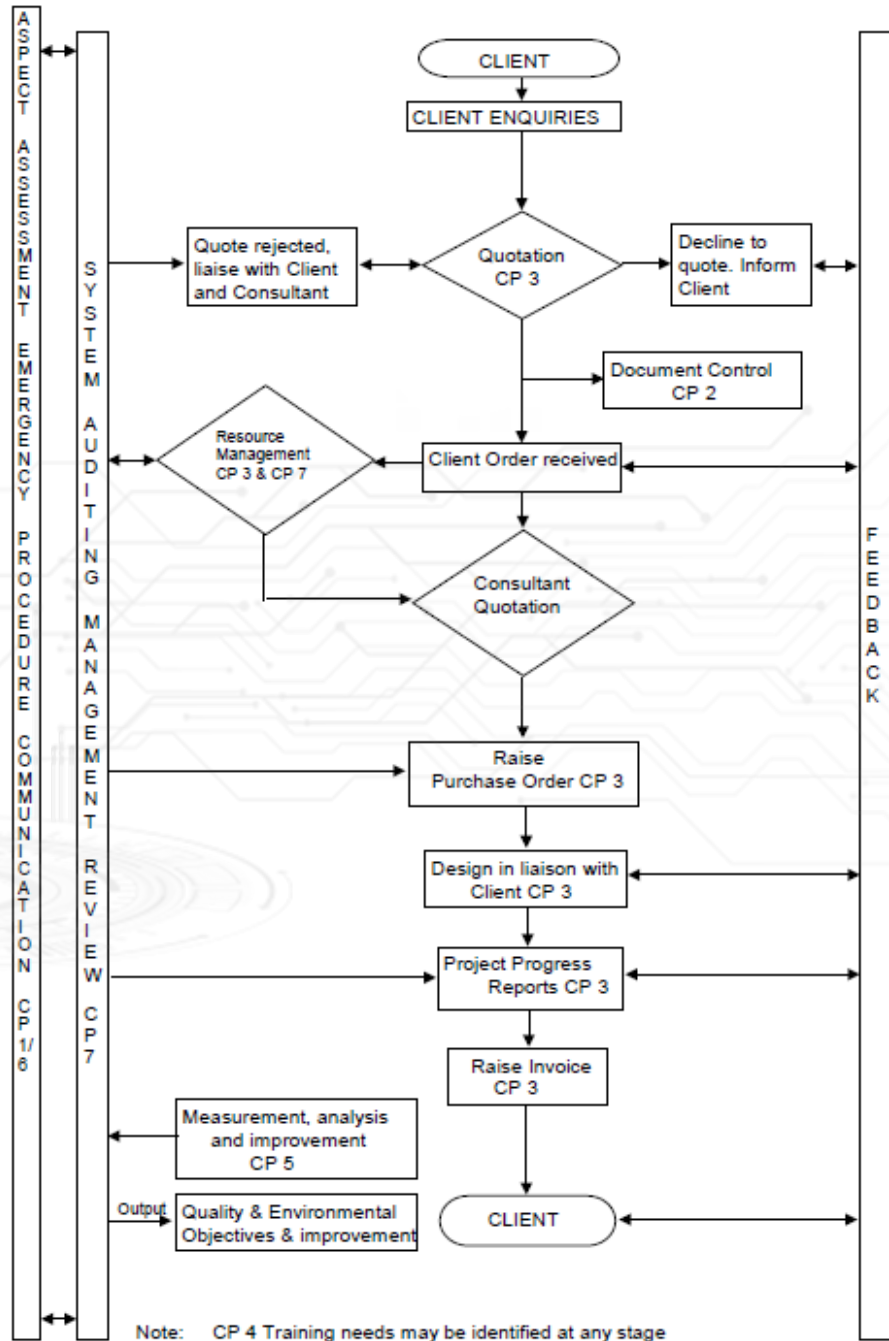 ASPECT ASSESSMENT EMERGENCY PROCEDURE COMMUNICATION CP 1/6
SYSTEM AUDITING MANAGEMENT REVIEW CP7
CLIENT
CLIENT ENQUIRIES
Quote rejected,
liaise with Client
and Consultant
Quotation
CP 3
Decline to
quote. Inform
Client
Document Control
CP 2
Resource
Management
CP 3 & CP 7
Client Order received
Consultant
Quotation
Raise
Purchase Order CP 3
Design in liaison with
Client CP 3
Project Progress
Reports CP 3
Raise Invoice
CP 3
Measurement, analysis
and improvement
CP 5
Output
Quality & Environmental
Objectives & improvement
CLIENT
FEEDBACK
Note: CP 4 Training needs may be identified at any stage